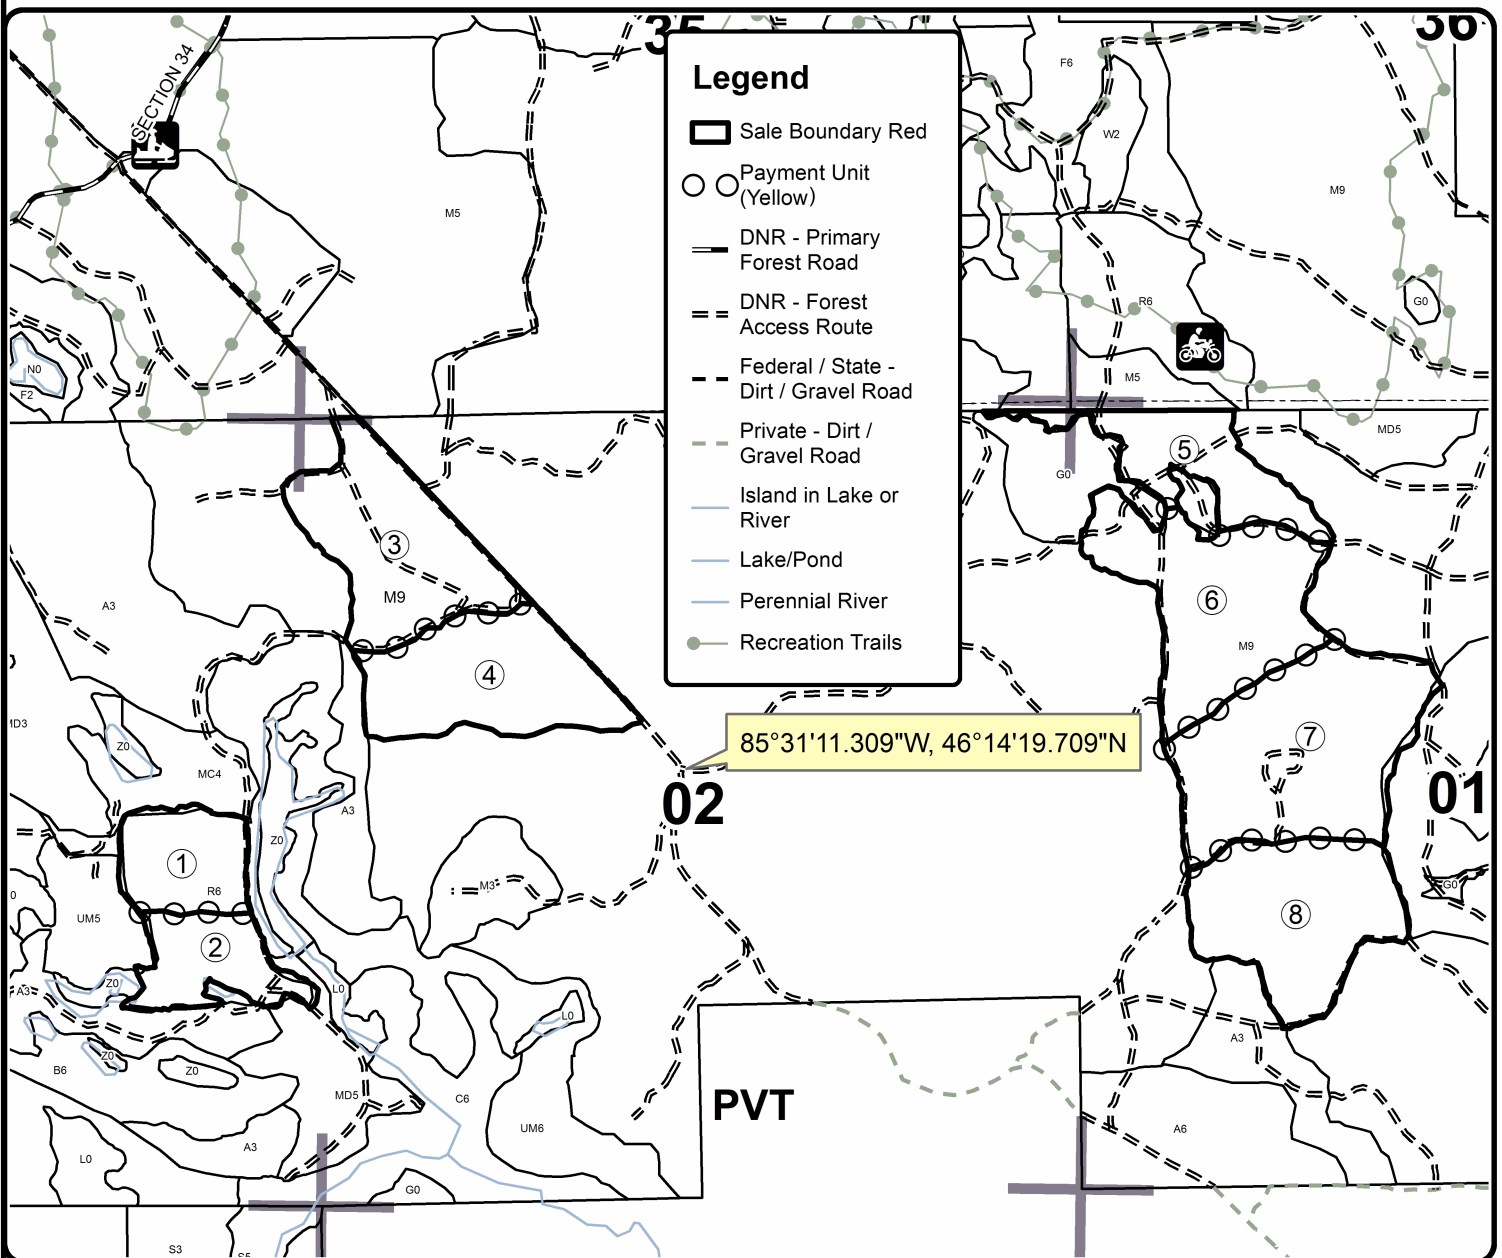 35
36
SECTION 34
Legend
Sale Boundary Red
Payment Unit
(Yellow)
DNR - Primary
Forest Road
DNR - Forest
Access Route
Federal / State -
Dirt / Gravel Road
Private - Dirt /
Gravel Road
Island in Lake or
River
Lake/Pond
Perennial River
Recreation Trails
F6
W2
M9
M5
G0
R6
M5
N0
F2
MD5
5
G0
3
M9
A3
6
M9
4
MD3
Z0
MC4
85°31'11.309"W, 46°14'19.709"N
7
02
01
A3
Z0
1
R6
M3
G0
UM5
2
8
Z0
A3
L0
L0
Z0
B6
Z0
MD5
C6
UM6
PVT
A3
A6
A3
L0
G0
S3
S5